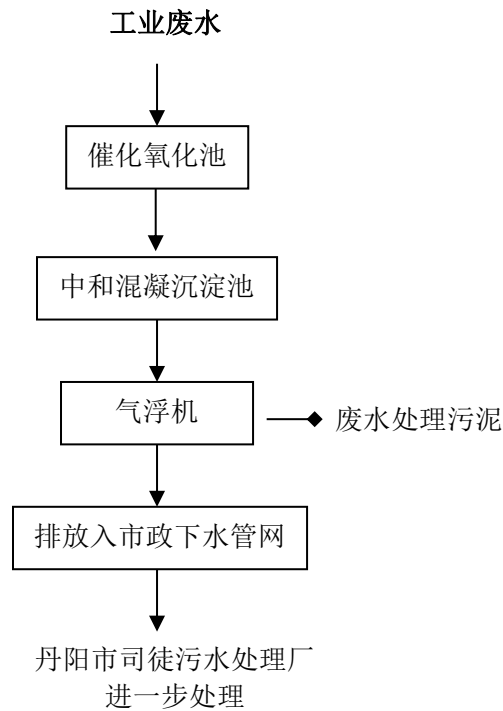 工业废水
催化氧化池
中和混凝沉淀池
气浮机
废水处理污泥
排放入市政下水管网
丹阳市司徒污水处理厂
进一步处理